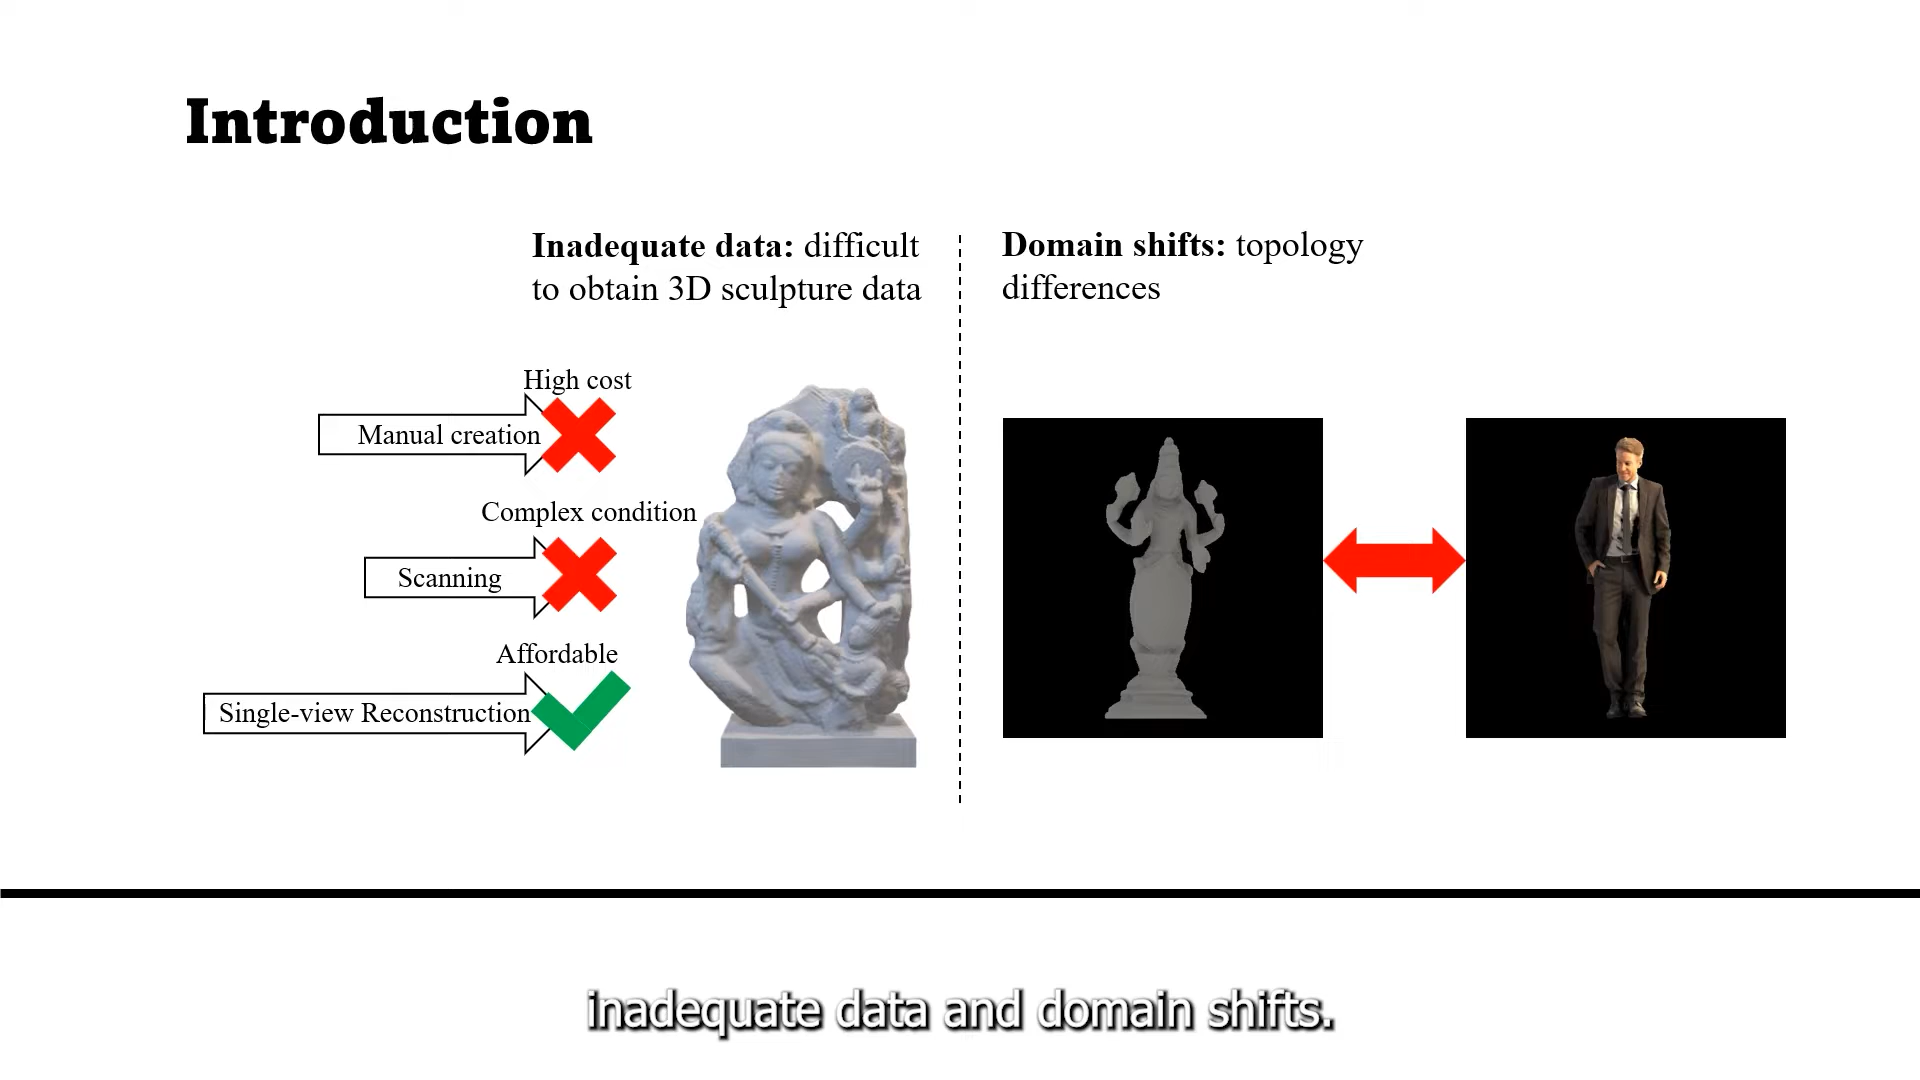 Introduction
Inadequate data: difficult
to obtain 3D sculpture data
High cost
Manual creation
Complex condition
Scanning
Affordable
Single-view Reconstruction
Domain shifts: topology
differences
inadequate data and domain shifts.